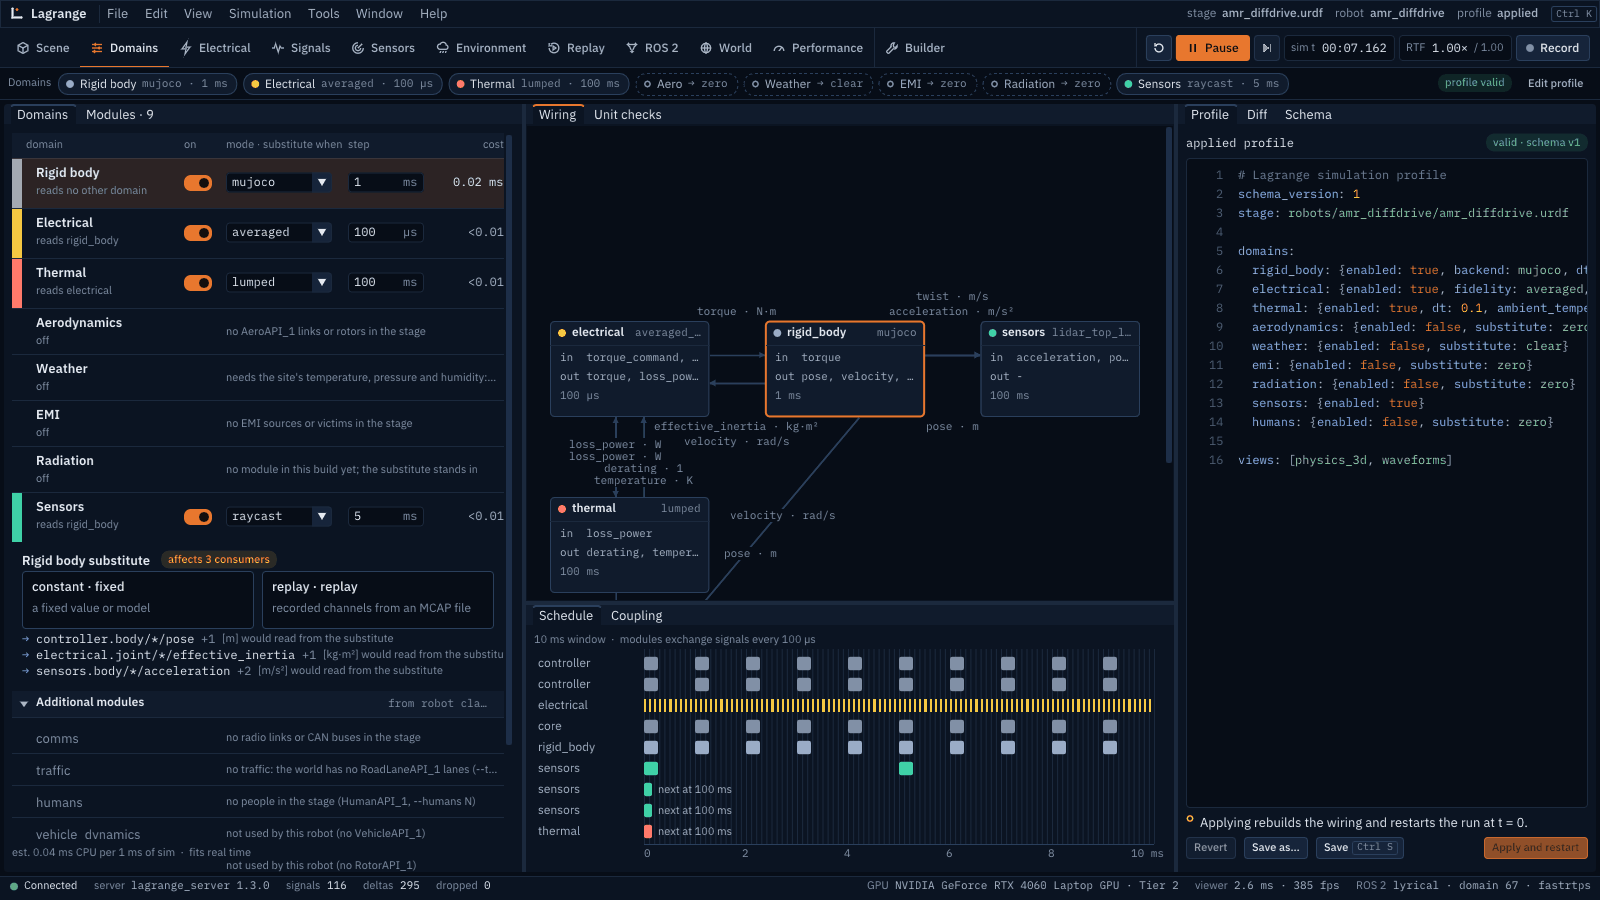 Lagrange File Edit View Simulation Tools Window Help stage amr_diffdrive.urdf robot amr_diffdrive profile applied Ctrl K
Scene Domains Electrical Signals Sensors Environment Replay ROS 2 World Performance Builder Pause sim t 00:07.162 RTF 1.00× / 1.00 Record
Domains Rigid body mujoco · 1 ms Electrical averaged · 100 µs Thermal lumped · 100 ms Aero → zero Weather → clear EMI → zero Radiation → zero Sensors raycast · 5 ms profile valid Edit profile
Domains Modules · 9
domain on mode · substitute when step cost
Rigid body
reads no other domain
mujoco 1 ms 0.02 ms
Electrical
reads rigid_body
averaged 100 µs <0.01
Thermal
reads electrical
lumped 100 ms <0.01
Aerodynamics
off
no AeroAPI_1 links or rotors in the stage
Weather
off
needs the site's temperature, pressure and humidity:...
EMI
off
no EMI sources or victims in the stage
Radiation
off
no module in this build yet; the substitute stands in
Sensors
reads rigid_body
raycast 5 ms <0.01
Rigid body substitute affects 3 consumers
constant · fixed
a fixed value or model
replay · replay
recorded channels from an MCAP file
→ controller.body/*/pose +1 [m] would read from the substitute
→ electrical.joint/*/effective_inertia +1 [kg·m²] would read from the substitu
→ sensors.body/*/acceleration +2 [m/s²] would read from the substitute
Additional modules from robot cla…
comms no radio links or CAN buses in the stage
traffic no traffic: the world has no RoadLaneAPI_1 lanes (--t...
humans no people in the stage (HumanAPI_1, --humans N)
vehicle_dynamics not used by this robot (no VehicleAPI_1)
est. 0.04 ms CPU per 1 ms of sim · fits real time
not used by this robot (no RotorAPI_1)
Wiring Unit checks
twist · m/s
torque · N·m acceleration · m/s²
electrical averaged_…
in torque_command, …
out torque, loss_pow…
100 µs
rigid_body mujoco
in torque
out pose, velocity, …
1 ms
sensors lidar_top_l…
in acceleration, po…
out -
100 ms
effective_inertia · kg·m² pose · m
velocity · rad/s
loss_power · W
loss_power · W
derating · 1
temperature · K
thermal lumped
in loss_power
out derating, temper…
100 ms
velocity · rad/s
pose · m
Schedule Coupling
10 ms window · modules exchange signals every 100 µs
controller
controller
electrical
core
rigid_body
sensors
sensors next at 100 ms
sensors next at 100 ms
thermal next at 100 ms
0 2 4 6 8 10 ms
Profile Diff Schema
applied profile valid · schema v1
1 # Lagrange simulation profile
2 schema_version: 1
3 stage: robots/amr_diffdrive/amr_diffdrive.urdf
4
5 domains:
6 rigid_body: {enabled: true, backend: mujoco, dt
7 electrical: {enabled: true, fidelity: averaged,
8 thermal: {enabled: true, dt: 0.1, ambient_tempe
9 aerodynamics: {enabled: false, substitute: zero
10 weather: {enabled: false, substitute: clear}
11 emi: {enabled: false, substitute: zero}
12 radiation: {enabled: false, substitute: zero}
13 sensors: {enabled: true}
14 humans: {enabled: false, substitute: zero}
15
16 views: [physics_3d, waveforms]
Applying rebuilds the wiring and restarts the run at t = 0.
Revert Save as... Save Ctrl S Apply and restart
Connected server lagrange_server 1.3.0 signals 116 deltas 295 dropped 0 GPU NVIDIA GeForce RTX 4060 Laptop GPU · Tier 2 viewer 2.6 ms · 385 fps ROS 2 lyrical · domain 67 · fastrtps